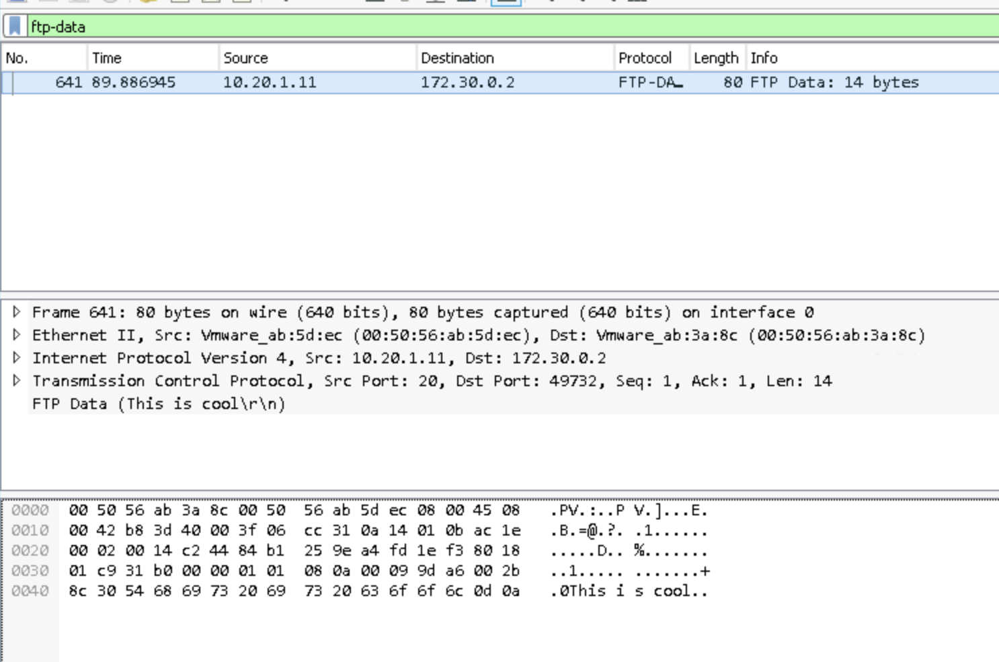 ftp-data
No. Time Source Destination Protocol Length Info
641 89.886945 10.20.1.11 172.30.0.2 FTP-DA… 80 FTP Data: 14 bytes
Frame 641: 80 bytes on wire (640 bits), 80 bytes captured (640 bits) on interface 0
Ethernet II, Src: Vmware_ab:5d:ec (00:50:56:ab:5d:ec), Dst: Vmware_ab:3a:8c (00:50:56:ab:3a:8c)
Internet Protocol Version 4, Src: 10.20.1.11, Dst: 172.30.0.2
Transmission Control Protocol, Src Port: 20, Dst Port: 49732, Seq: 1, Ack: 1, Len: 14
FTP Data (This is cool\r\n)
0000 00 50 56 ab 3a 8c 00 50 56 ab 5d ec 08 00 45 08 .PV.:..P V.]...E.
0010 00 42 b8 3d 40 00 3f 06 cc 31 0a 14 01 0b ac 1e .B.=@.?. .1......
0020 00 02 00 14 c2 44 84 b1 25 9e a4 fd 1e f3 80 18 .....D.. %.......
0030 01 c9 31 b0 00 00 01 01 08 0a 00 09 9d a6 00 2b ..1..... .......+
0040 8c 30 54 68 69 73 20 69 73 20 63 6f 6f 6c 0d 0a .0This i s cool..